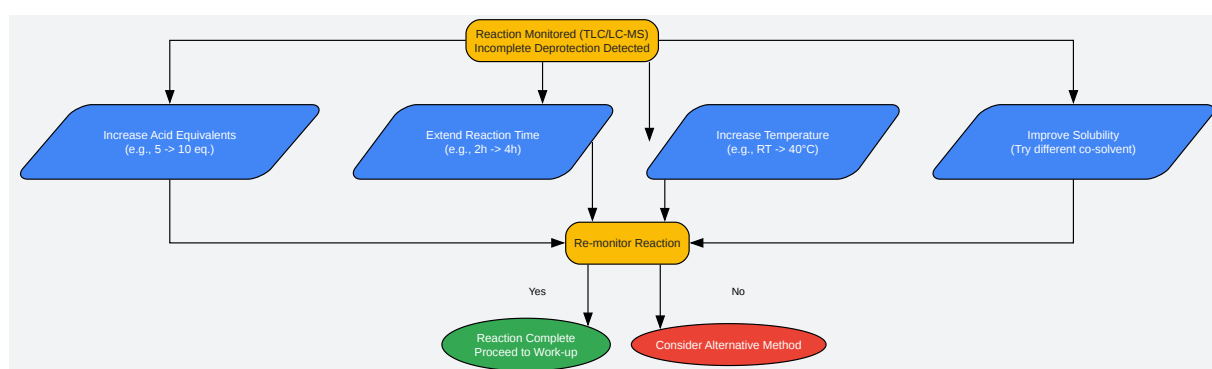 Reaction Monitored (TLC/LC-MS)
Incomplete Deprotection Detected
Increase Acid Equivalents
(e.g., 5 -> 10 eq.)
Extend Reaction Time
(e.g., 2h -> 4h)
Increase Temperature
(e.g., RT -> 40°C)
Improve Solubility
(Try different co-solvent)
Re-monitor Reaction
Yes
No
Reaction Complete
Proceed to Work-up
Consider Alternative Method